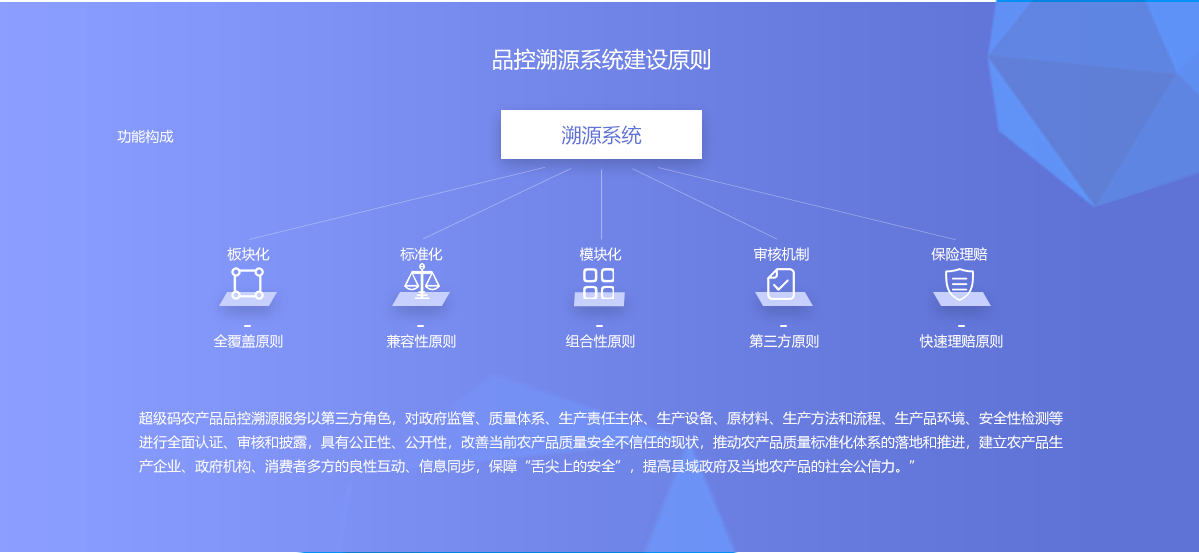 品控溯源系统建设原则
功能构成
溯源系统
板块化
标准化
模块化
审核机制
保险理赔
全覆盖原则
兼容性原则
组合性原则
第三方原则
快速理赔原则
超级码农产品品控溯源服务以第三方角色，对政府监管、质量体系、生产责任主体、生产设备、原材料、生产方法和流程、生产品环境、安全性检测等
进行全面认证、审核和披露，具有公正性、公开性，改善当前农产品质量安全不信任的现状，推动农产品质量标准化体系的落地和推进，建立农产品生
产企业、政府机构、消费者多方的良性互动、信息同步，保障“舌尖上的安全”，提高县域政府及当地农产品的社会公信力。”